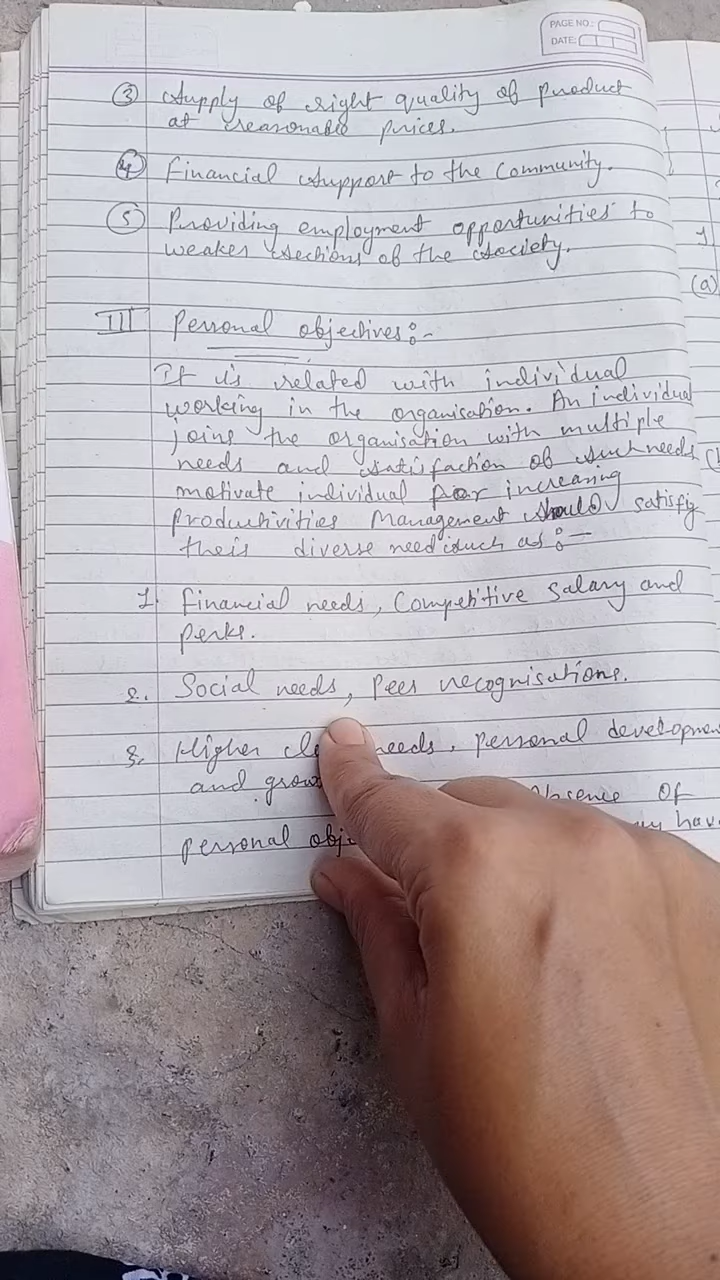 PAGE NO.:
DATE:
③ Supply of right quality of product
at reasonable prices.
④ Financial support to the Community.
⑤ Providing employment opportunities to
weaker sections of the society.
III Personal objectives:-
It is related with individual
working in the organisation. An individual
joins the organisation with multiple
needs and satisfaction of such needs
motivate individual for increasing
Productivities Management should satisfy
their diverse need such as :-
1. Financial needs, Competitive Salary and
Perks.
2. Social needs, Peer recognisations.
3. Higher needs, personal developme
and
absence of
personal
hav
(a)